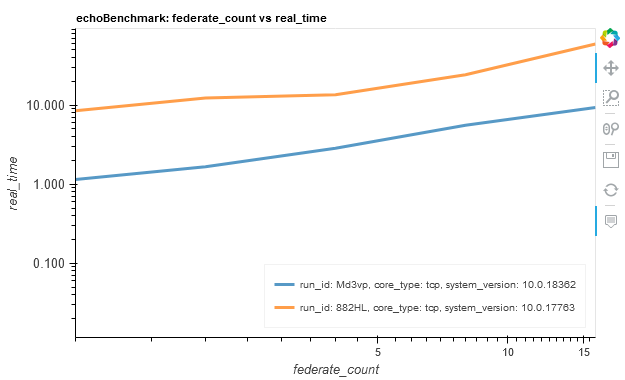 echoBenchmark: federate_count vs real_time
10.000
1.000
0.100
real_time
run_id: Md3vp, core_type: tcp, system_version: 10.0.18362
run_id: 882HL, core_type: tcp, system_version: 10.0.17763
5
10
15
federate_count